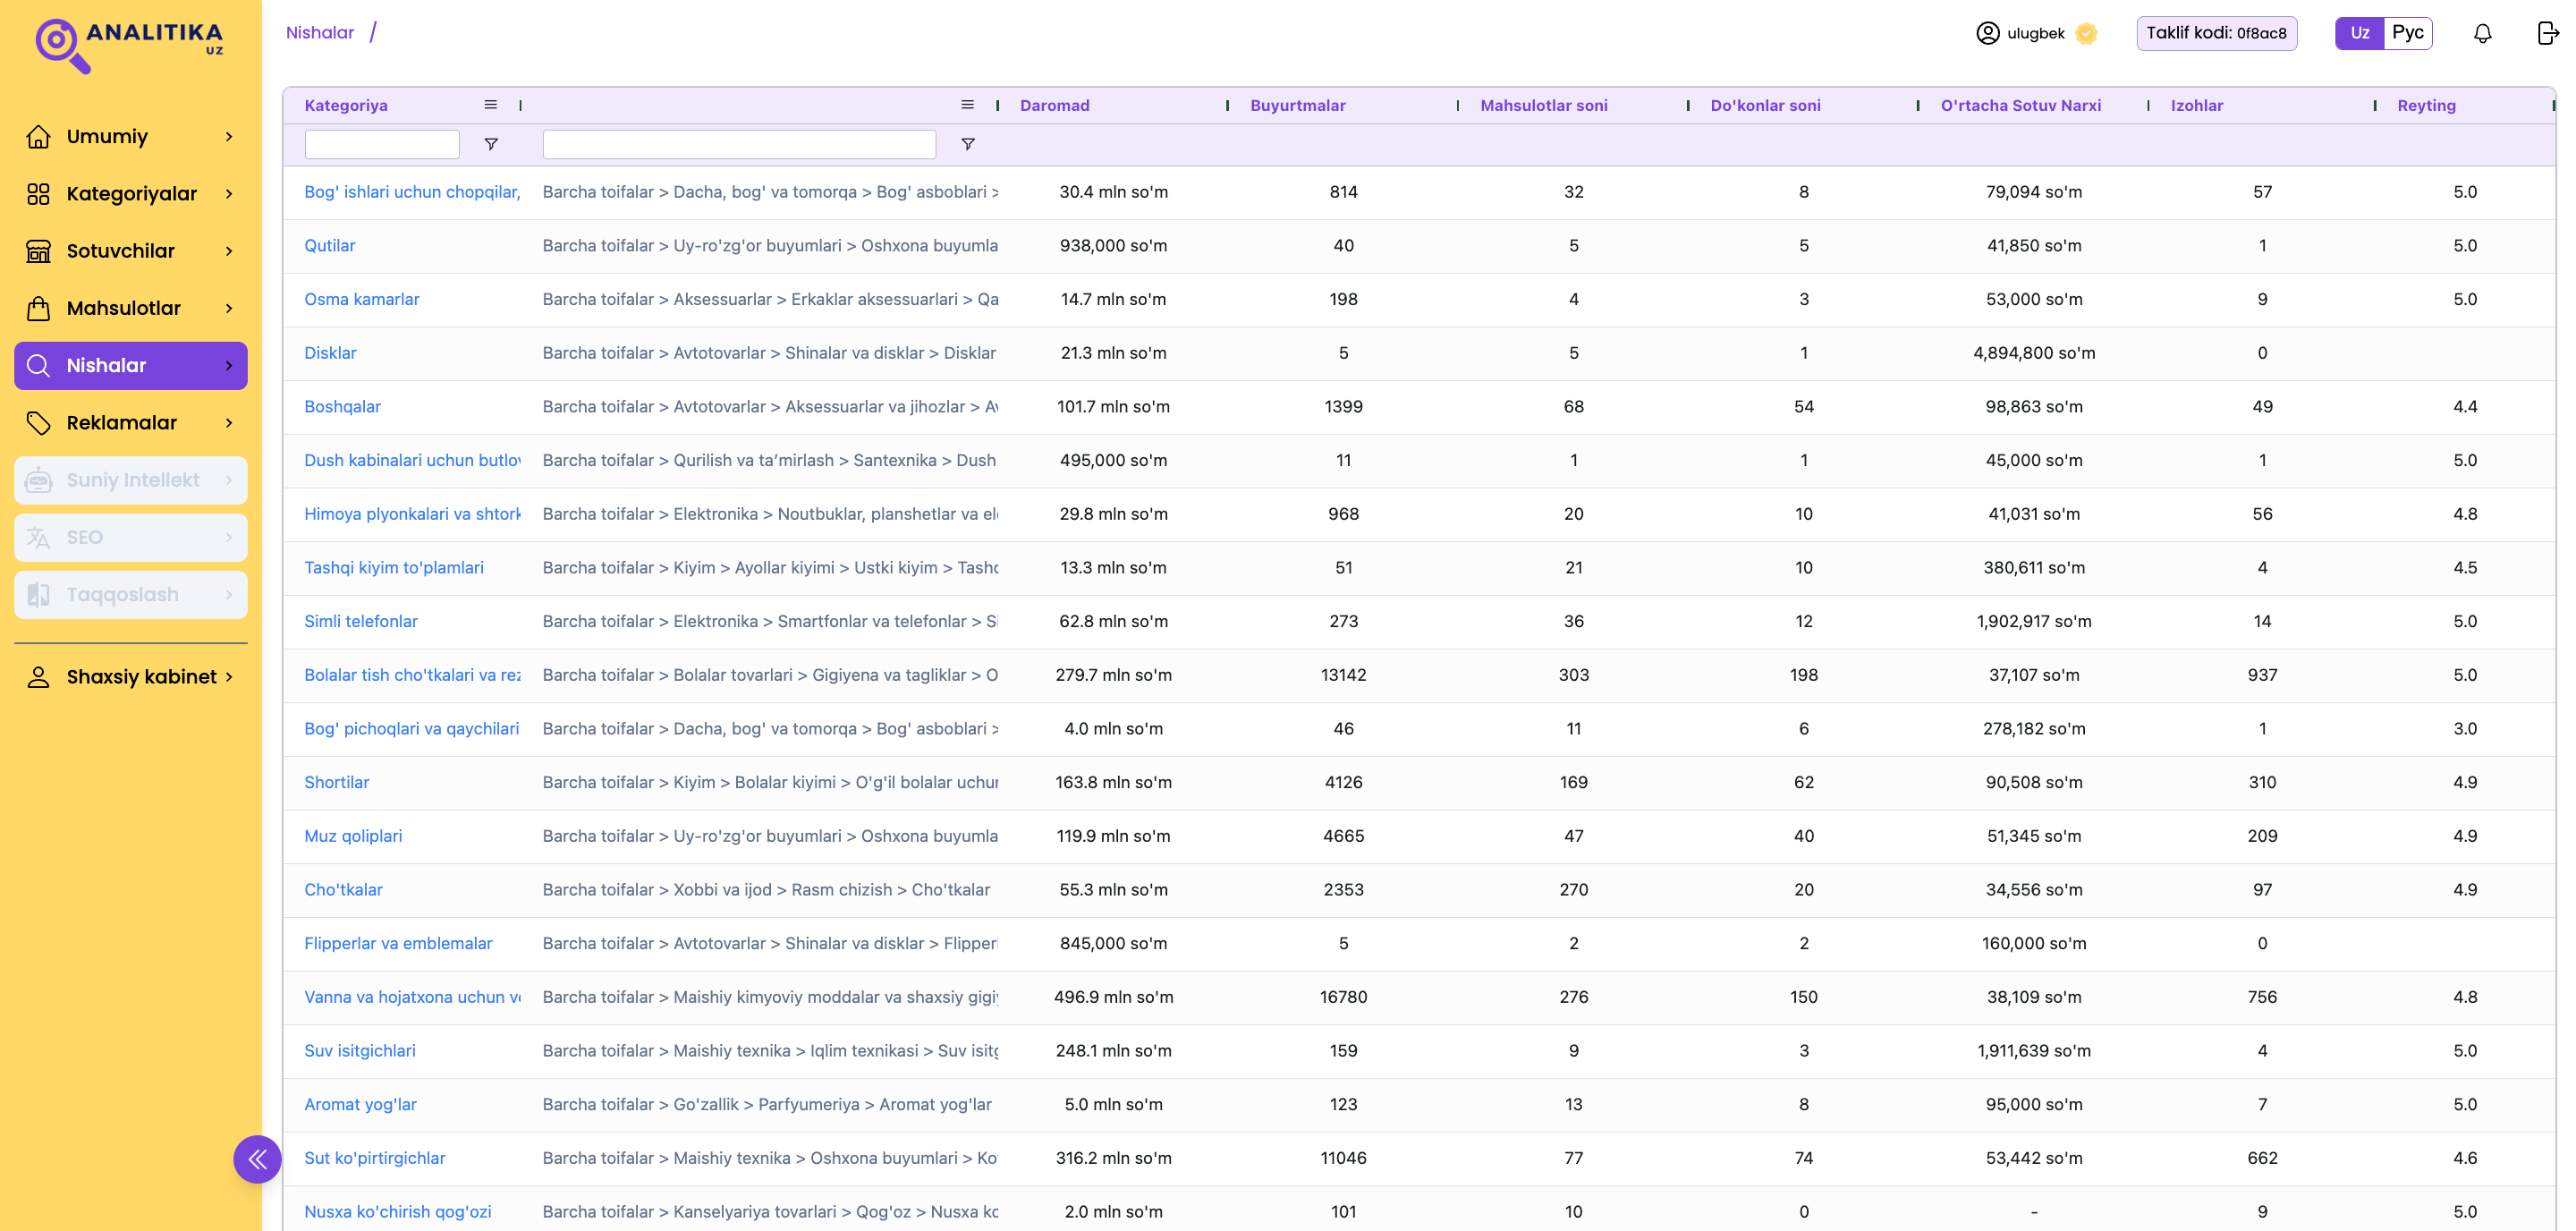 ANALITIKA
UZ
Umumiy
Kategoriyalar
Sotuvchilar
Mahsulotlar
Nishalar
Reklamalar
Suniy Intellekt
SEO
Taqqoslash
Shaxsiy kabinet
Nishalar / ulugbek Taklif kodi: 0f8ac8 Uz Рус
Kategoriya Daromad Buyurtmalar Mahsulotlar soni Do'konlar soni O'rtacha Sotuv Narxi Izohlar Reyting
Bog' ishlari uchun chopqilar, Barcha toifalar > Dacha, bog' va tomorqa > Bog' asboblari > 30.4 mln so'm 814 32 8 79,094 so'm 57 5.0
Qutilar Barcha toifalar > Uy-ro'zg'or buyumlari > Oshxona buyumla 938,000 so'm 40 5 5 41,850 so'm 1 5.0
Osma kamarlar Barcha toifalar > Aksessuarlar > Erkaklar aksessuarlari > Qa 14.7 mln so'm 198 4 3 53,000 so'm 9 5.0
Disklar Barcha toifalar > Avtotovarlar > Shinalar va disklar > Disklar 21.3 mln so'm 5 5 1 4,894,800 so'm 0
Boshqalar Barcha toifalar > Avtotovarlar > Aksessuarlar va jihozlar > Av 101.7 mln so'm 1399 68 54 98,863 so'm 49 4.4
Dush kabinalari uchun butlov Barcha toifalar > Qurilish va ta’mirlash > Santexnika > Dush 495,000 so'm 11 1 1 45,000 so'm 1 5.0
Himoya plyonkalari va shtork Barcha toifalar > Elektronika > Noutbuklar, planshetlar va ele 29.8 mln so'm 968 20 10 41,031 so'm 56 4.8
Tashqi kiyim to'plamlari Barcha toifalar > Kiyim > Ayollar kiyimi > Ustki kiyim > Tashq 13.3 mln so'm 51 21 10 380,611 so'm 4 4.5
Simli telefonlar Barcha toifalar > Elektronika > Smartfonlar va telefonlar > Si 62.8 mln so'm 273 36 12 1,902,917 so'm 14 5.0
Bolalar tish cho'tkalari va rez Barcha toifalar > Bolalar tovarlari > Gigiyena va tagliklar > O 279.7 mln so'm 13142 303 198 37,107 so'm 937 5.0
Bog' pichoqlari va qaychilari Barcha toifalar > Dacha, bog' va tomorqa > Bog' asboblari > 4.0 mln so'm 46 11 6 278,182 so'm 1 3.0
Shortilar Barcha toifalar > Kiyim > Bolalar kiyimi > O'g'il bolalar uchun 163.8 mln so'm 4126 169 62 90,508 so'm 310 4.9
Muz qoliplari Barcha toifalar > Uy-ro'zg'or buyumlari > Oshxona buyumla 119.9 mln so'm 4665 47 40 51,345 so'm 209 4.9
Cho'tkalar Barcha toifalar > Xobbi va ijod > Rasm chizish > Cho'tkalar 55.3 mln so'm 2353 270 20 34,556 so'm 97 4.9
Flipperlar va emblemalar Barcha toifalar > Avtotovarlar > Shinalar va disklar > Flipperl 845,000 so'm 5 2 2 160,000 so'm 0
Vanna va hojatxona uchun vo Barcha toifalar > Maishiy kimyoviy moddalar va shaxsiy gigiy 496.9 mln so'm 16780 276 150 38,109 so'm 756 4.8
Suv isitgichlari Barcha toifalar > Maishiy texnika > Iqlim texnikasi > Suv isitg 248.1 mln so'm 159 9 3 1,911,639 so'm 4 5.0
Aromat yog'lar Barcha toifalar > Go'zallik > Parfyumeriya > Aromat yog'lar 5.0 mln so'm 123 13 8 95,000 so'm 7 5.0
Sut ko'pirtirgichlar Barcha toifalar > Maishiy texnika > Oshxona buyumlari > Ko 316.2 mln so'm 11046 77 74 53,442 so'm 662 4.6
Nusxa ko'chirish qog'ozi Barcha toifalar > Kanselyariya tovarlari > Qog'oz > Nusxa ko 2.0 mln so'm 101 10 0 - 9 5.0